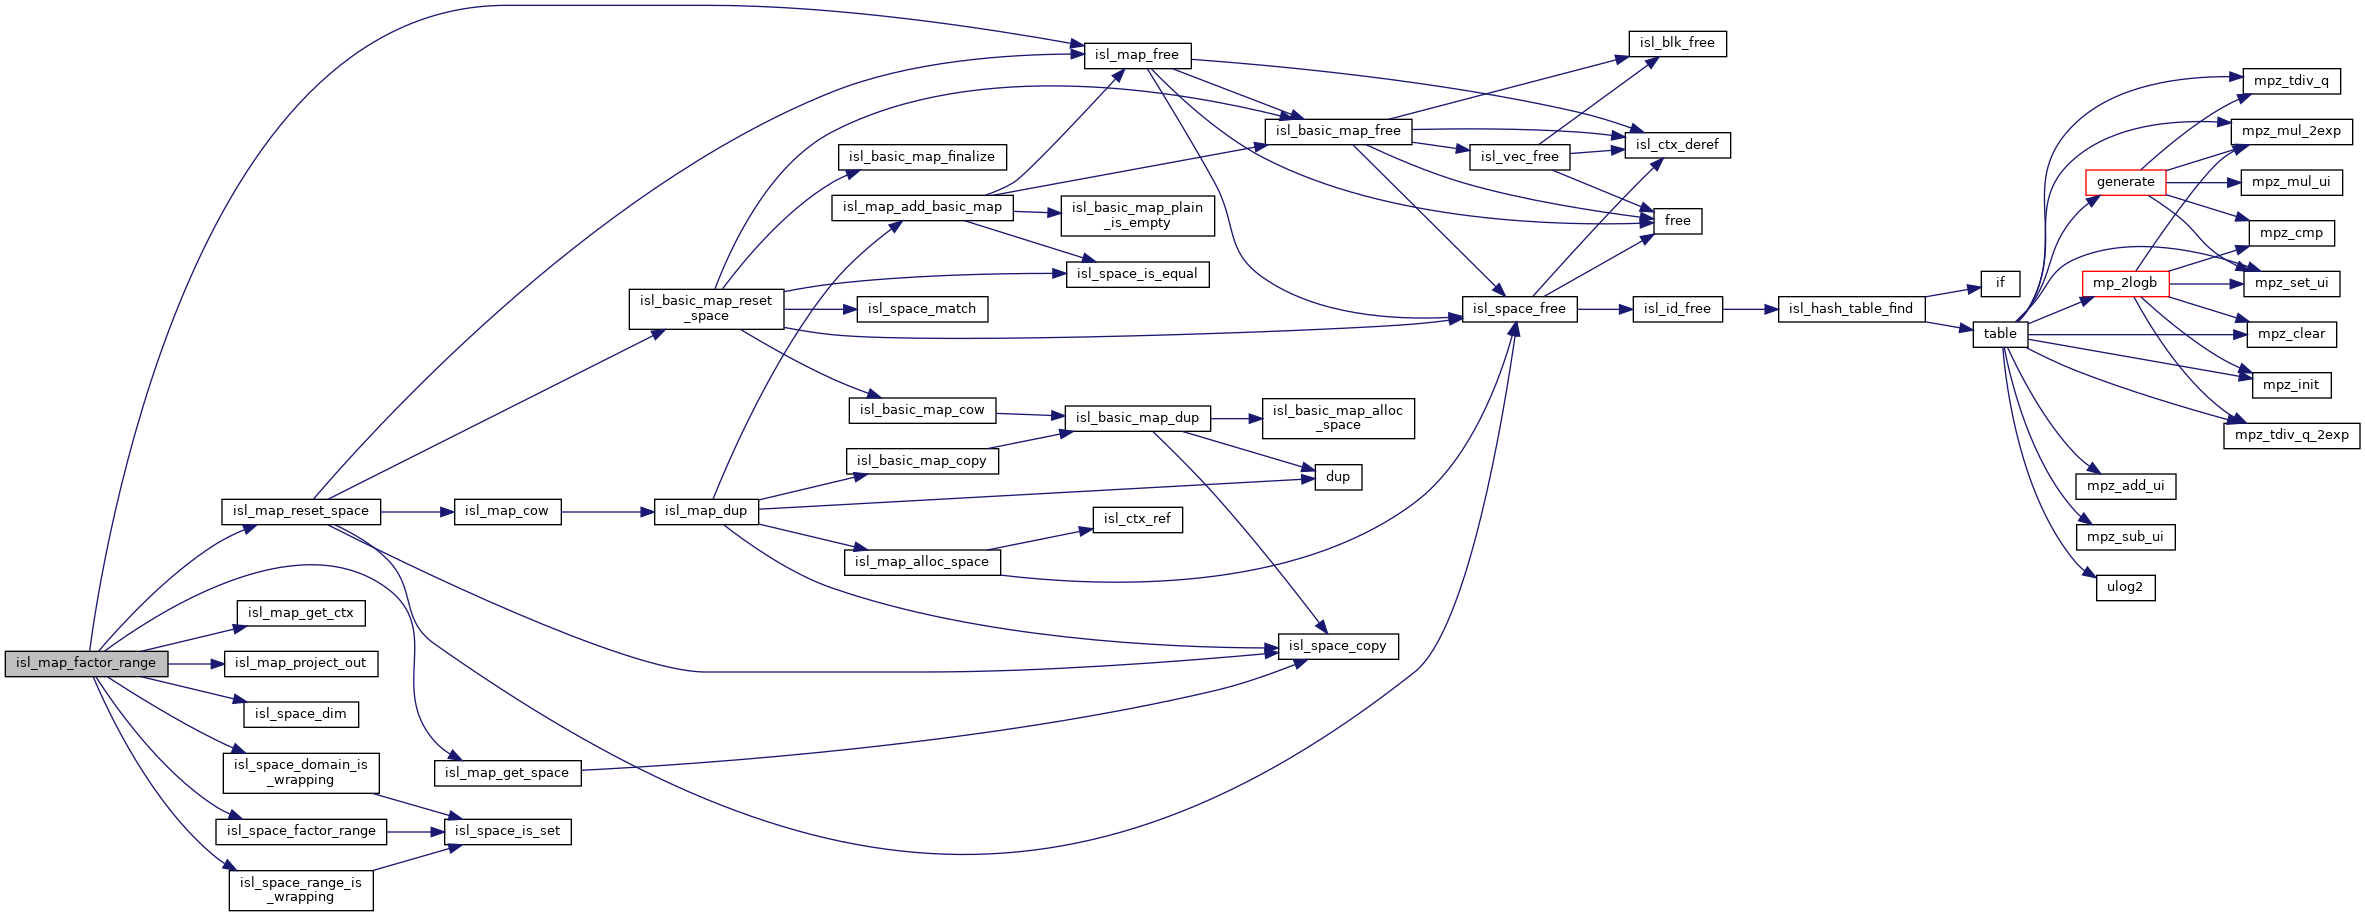 isl_map_factor_range
isl_map_reset_space
isl_map_get_ctx
isl_map_project_out
isl_space_dim
isl_space_domain_is
_wrapping
isl_space_factor_range
isl_space_range_is
_wrapping
isl_map_cow
isl_map_get_space
isl_space_is_set
isl_basic_map_reset
_space
isl_map_dup
isl_basic_map_finalize
isl_map_add_basic_map
isl_space_match
isl_basic_map_cow
isl_basic_map_copy
isl_map_alloc_space
isl_map_free
isl_basic_map_plain
_is_empty
isl_space_is_equal
isl_basic_map_dup
isl_ctx_ref
isl_basic_map_free
isl_basic_map_alloc
_space
dup
isl_space_copy
isl_vec_free
isl_space_free
isl_blk_free
isl_ctx_deref
free
isl_id_free
isl_hash_table_find
if
table
generate
mp_2logb
mpz_add_ui
mpz_sub_ui
ulog2
mpz_tdiv_q
mpz_mul_2exp
mpz_mul_ui
mpz_cmp
mpz_set_ui
mpz_clear
mpz_init
mpz_tdiv_q_2exp